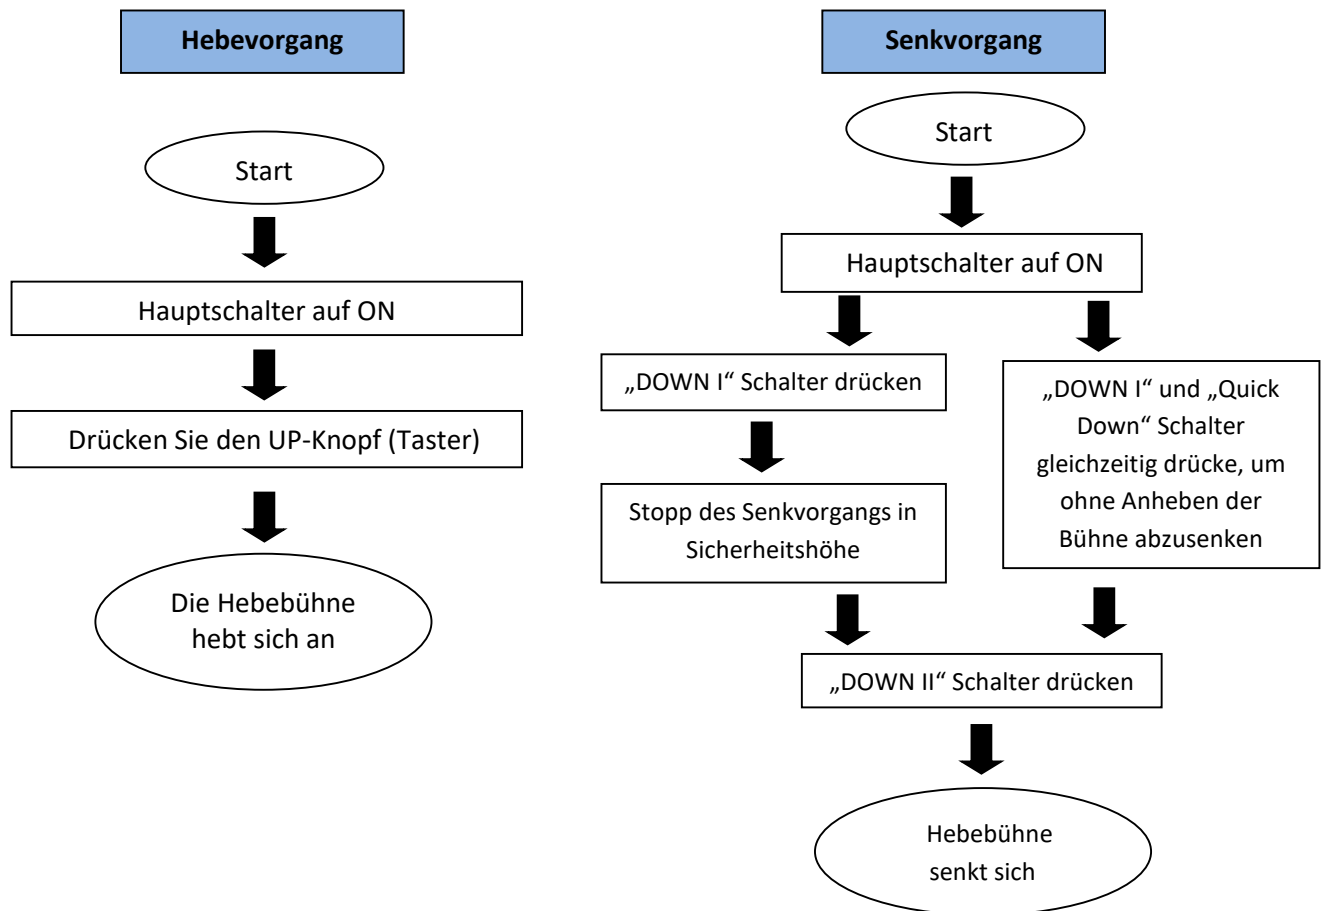 Hebevorgang
Start
Hauptschalter auf ON
Drücken Sie den UP-Knopf (Taster)
Die Hebebühne
hebt sich an
Senkvorgang
Start
Hauptschalter auf ON
„DOWN I“ Schalter drücken
Stopp des Senkvorgangs in
Sicherheitshöhe
„DOWN I“ und „Quick
Down“ Schalter
gleichzeitig drücke, um
ohne Anheben der
Bühne abzusenken
„DOWN II“ Schalter drücken
Hebebühne
senkt sich